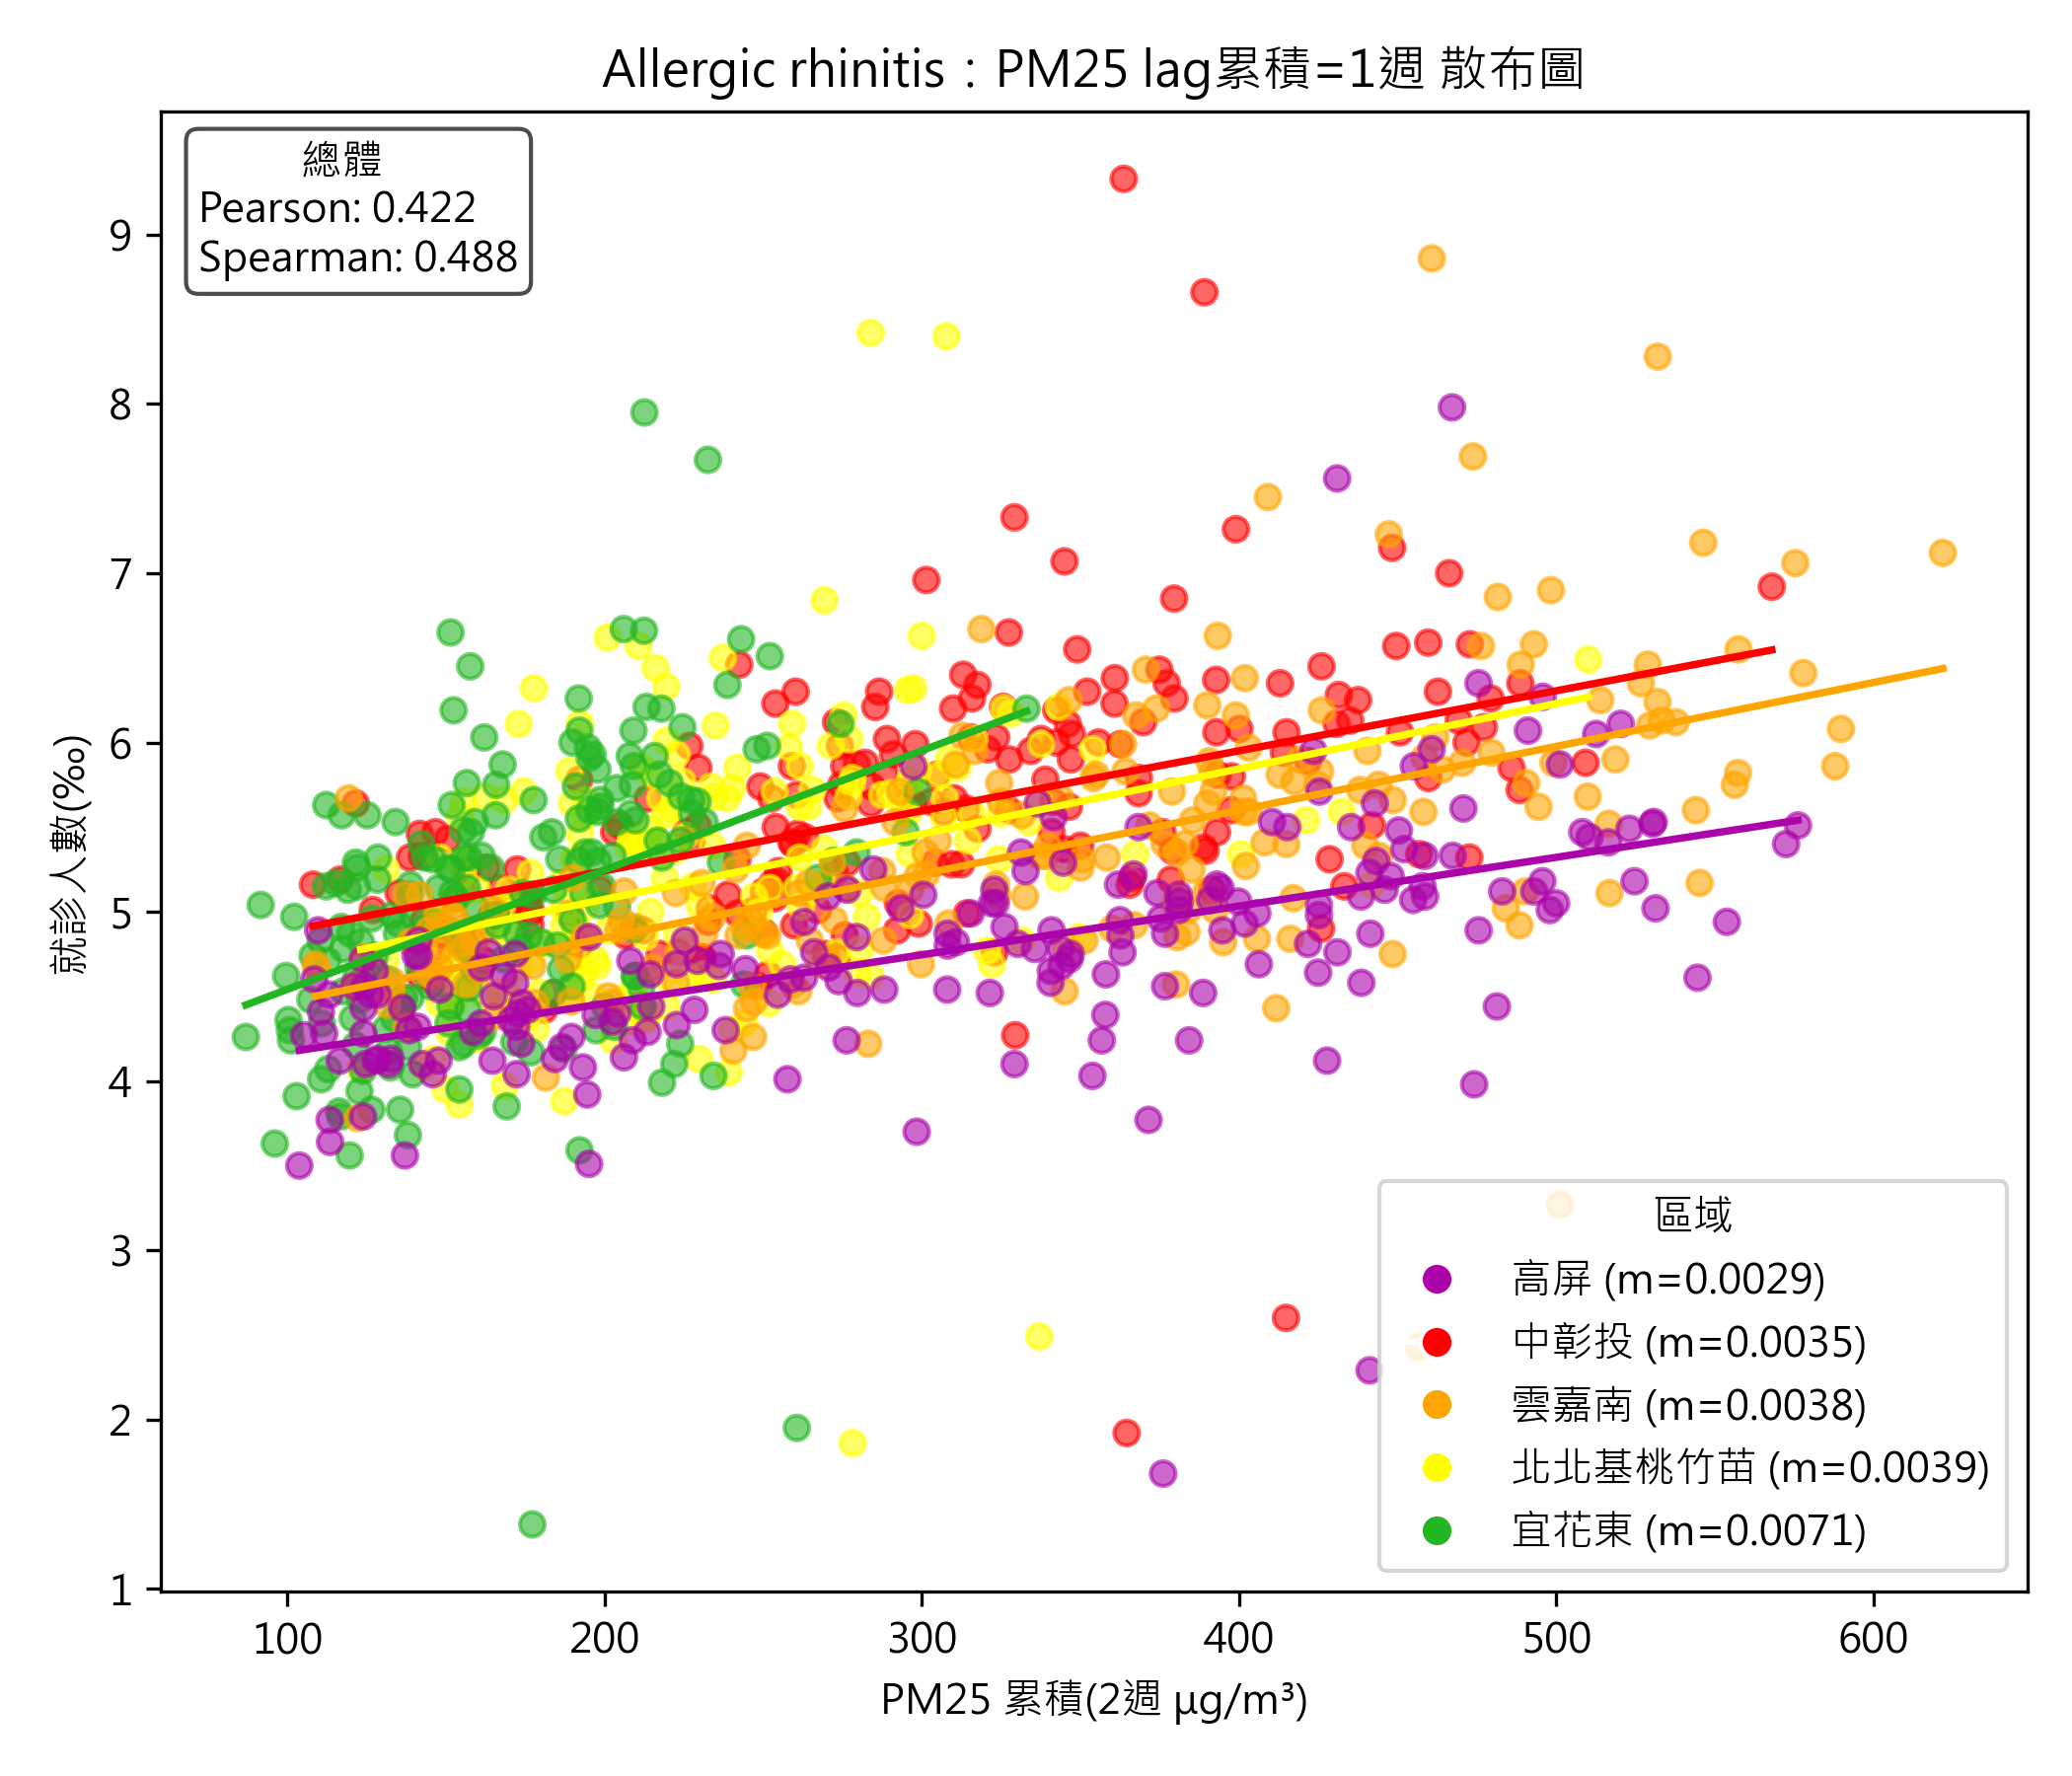 Allergic rhinitis：PM25 lag累積=1週 散布圖
總體
Pearson: 0.422
Spearman: 0.488
就診人數(‰)
9
8
7
6
5
4
3
2
1
區域
高屏 (m=0.0029)
中彰投 (m=0.0035)
雲嘉南 (m=0.0038)
北北基桃竹苗 (m=0.0039)
宜花東 (m=0.0071)
100 200 300 400 500 600
PM25 累積(2週 µg/m³)